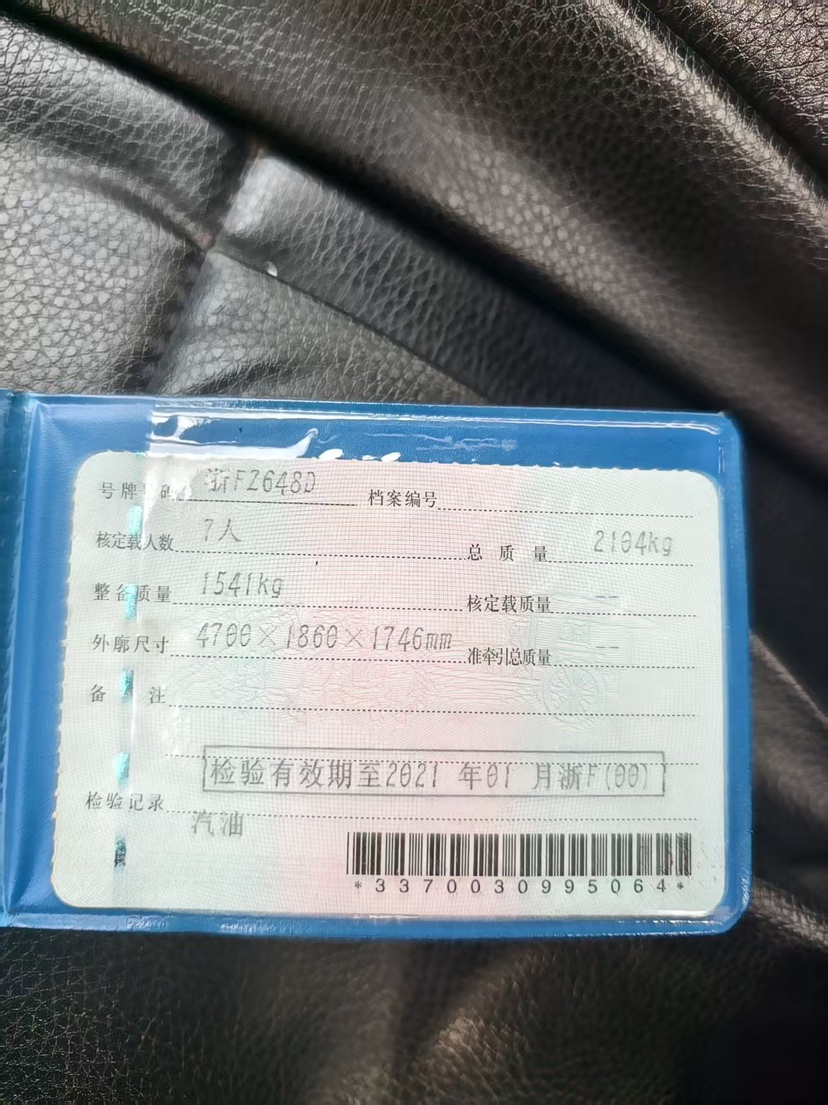 号牌号码 浙FZ648D 档案编号
核定载人数 7人 总质量 2104kg
整备质量 1541kg 核定载质量 --
外廓尺寸 4700×1860×1746mm 准牵引总质量 --
备注
检验有效期至2021年01月浙F(00)
检验记录
汽油
*3370030995064*